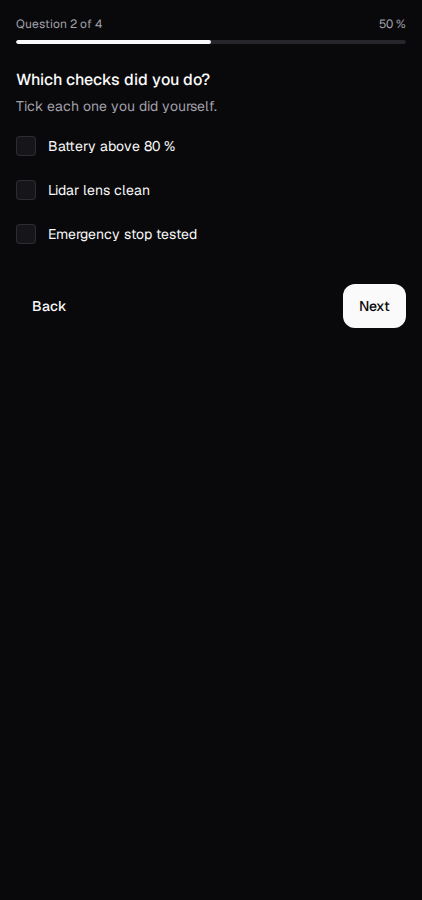 Question 2 of 4
50 %
Which checks did you do?
Tick each one you did yourself.
Battery above 80 %
Lidar lens clean
Emergency stop tested
Back
Next